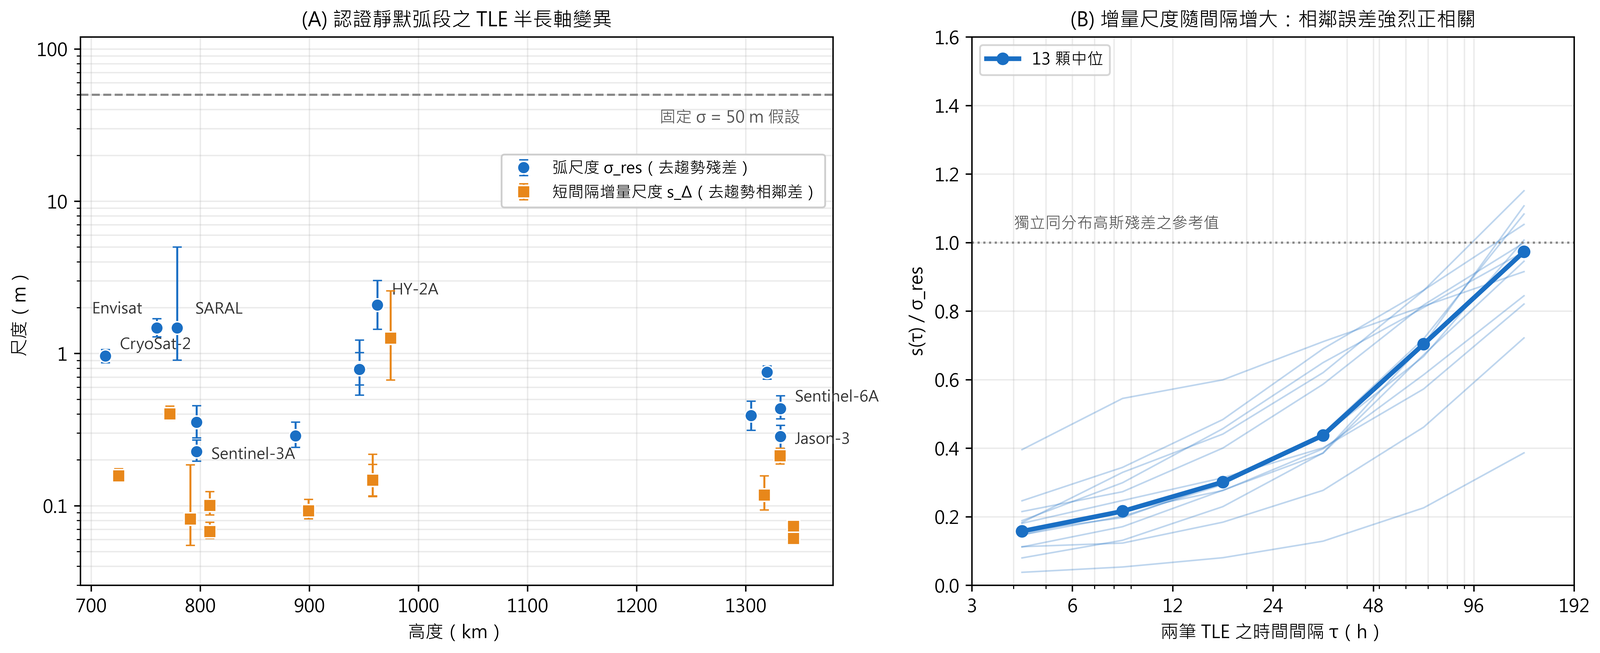 (A) 認證靜默弧段之 TLE 半長軸變異
100
10
1
0.1
尺度（m）
固定 σ = 50 m 假設
弧尺度 σ_res（去趨勢殘差）
短間隔增量尺度 s_Δ（去趨勢相鄰差）
Envisat
SARAL
CryoSat-2
HY-2A
Sentinel-3A
Sentinel-6A
Jason-3
700 800 900 1000 1100 1200 1300
高度（km）
(B) 增量尺度隨間隔增大：相鄰誤差強烈正相關
13 顆中位
1.6
1.4
1.2
1.0
0.8
0.6
0.4
0.2
0.0
s(τ) / σ_res
獨立同分布高斯殘差之參考值
3 6 12 24 48 96 192
兩筆 TLE 之時間間隔 τ（h）